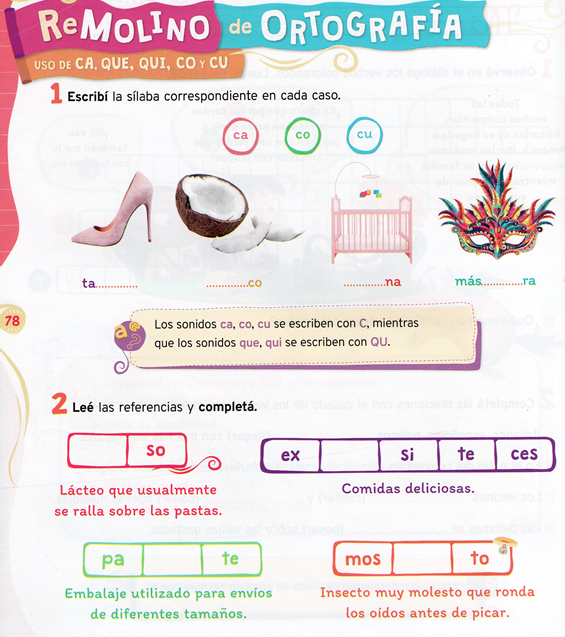 ReMOLINO de ORTOGRAFÍA
USO DE CA, QUE, QUI, CO Y CU
1 Escribí la sílaba correspondiente en cada caso.
ca co cu
ta............. .............co .............na más.............ra
78
Los sonidos ca, co, cu se escriben con C, mientras
que los sonidos que, qui se escriben con QU.
2 Leé las referencias y completá.
so
ex si te ces
Lácteo que usualmente
se ralla sobre las pastas.
Comidas deliciosas.
pa te
mos to
Embalaje utilizado para envíos
de diferentes tamaños.
Insecto muy molesto que ronda
los oídos antes de picar.